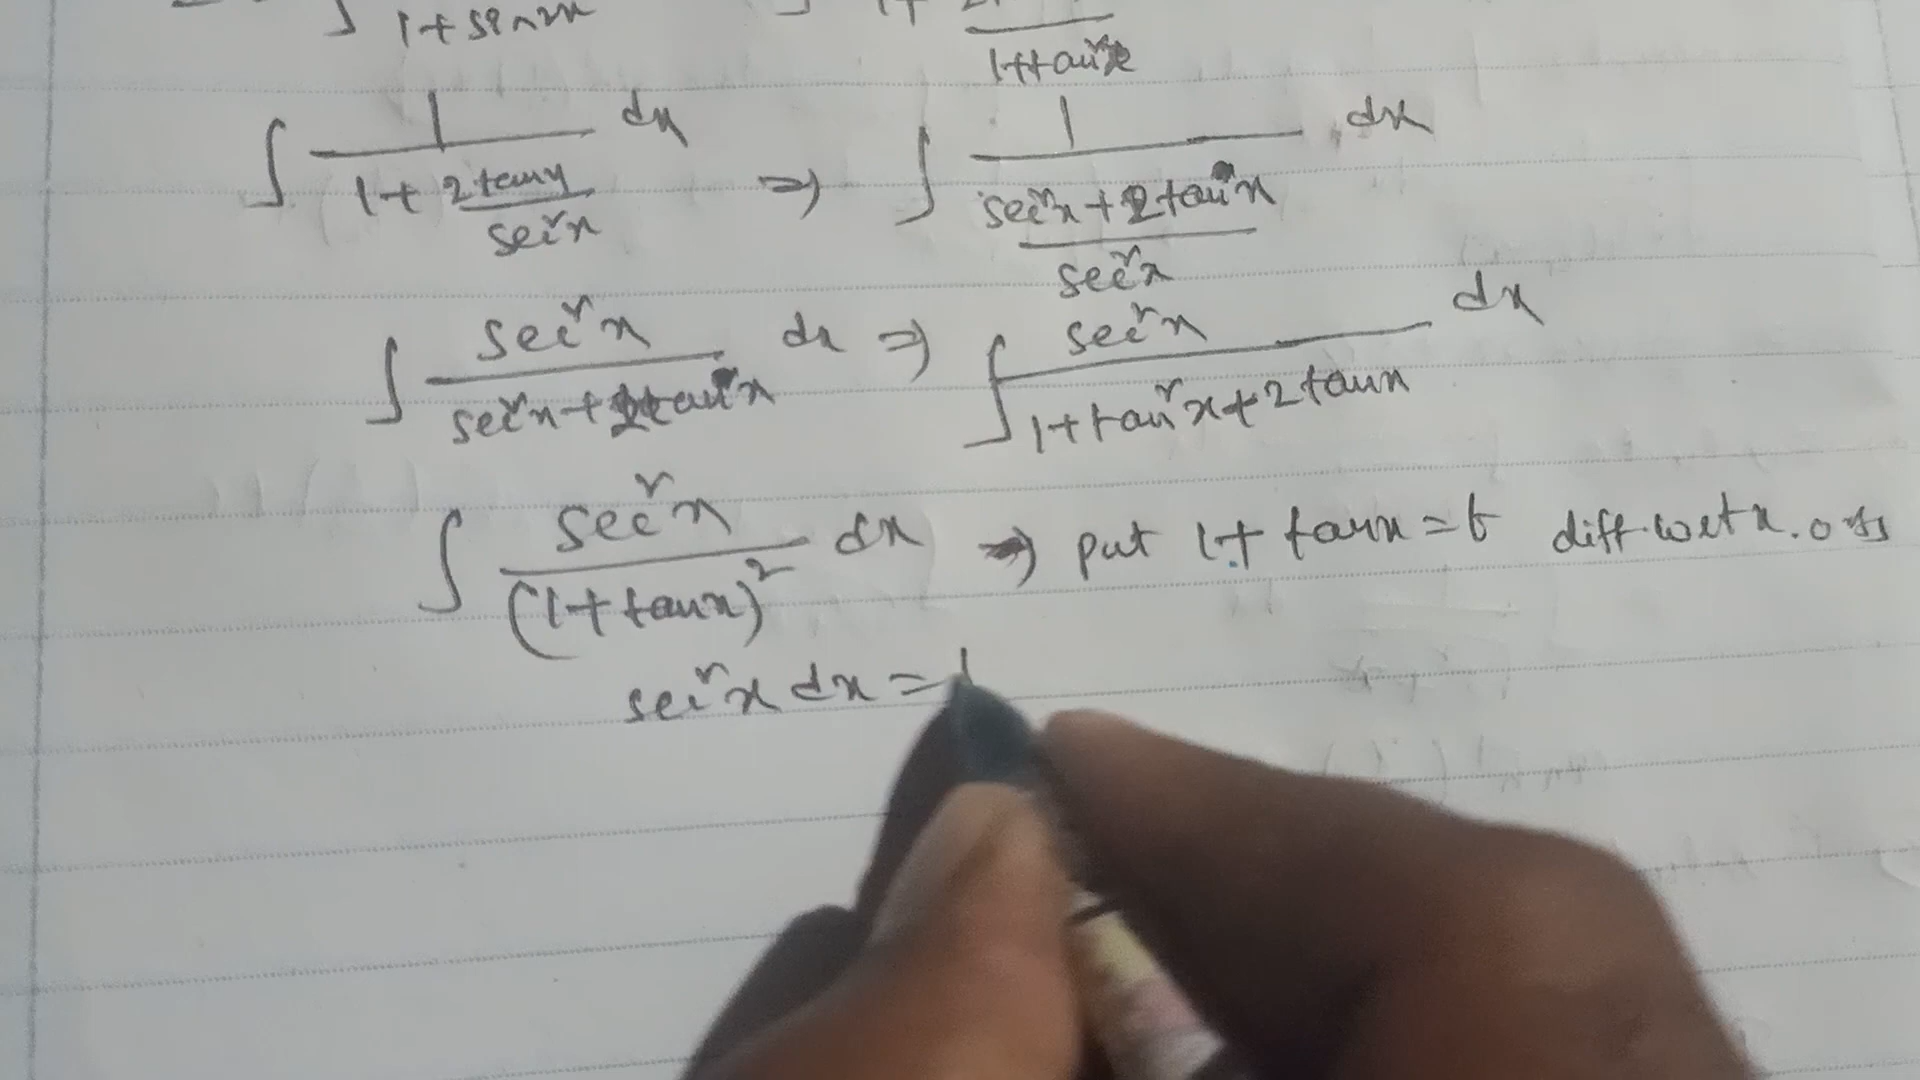 ∫ 1+sin2x ∫ 1+
1+tan²x
∫ 1 / (1 + 2tanx / sec²x) dx ⇒ ∫ 1 / ((sec²x + 2tanx) / sec²x) dx
∫ sec²x / (sec²x + 2tanx) dx ⇒ ∫ sec²x / (1+tan²x+2tanx) dx
∫ sec²x / (1+tanx)² dx ⇒ put 1+tanx=t diff.w.r.t x. o
sec²x dx =